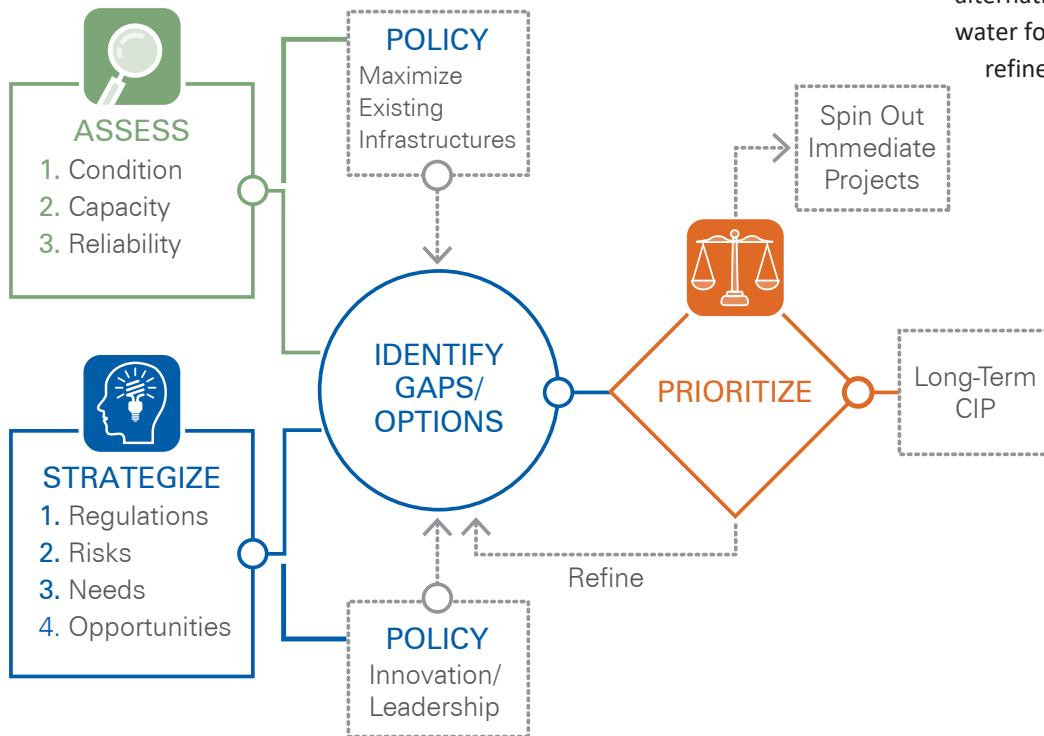 water fo
refine
ASSESS
1. Condition
2. Capacity
3. Reliability
POLICY
Maximize
Existing
Infrastructures
Spin Out
Immediate
Projects
IDENTIFY
GAPS/
OPTIONS
PRIORITIZE
Long-Term
CIP
STRATEGIZE
1. Regulations
2. Risks
3. Needs
4. Opportunities
Refine
POLICY
Innovation/
Leadership